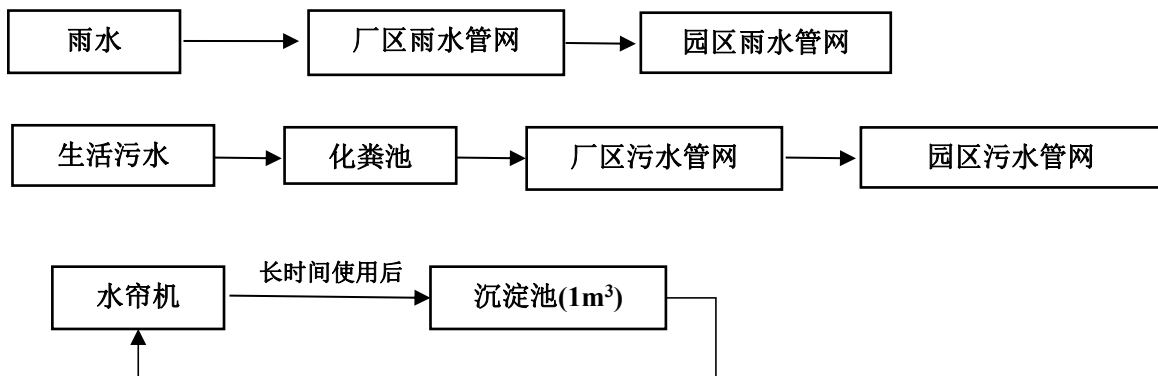 雨水 厂区雨水管网 园区雨水管网
生活污水 化粪池 厂区污水管网 园区污水管网
长时间使用后
水帘机 沉淀池(1m³)